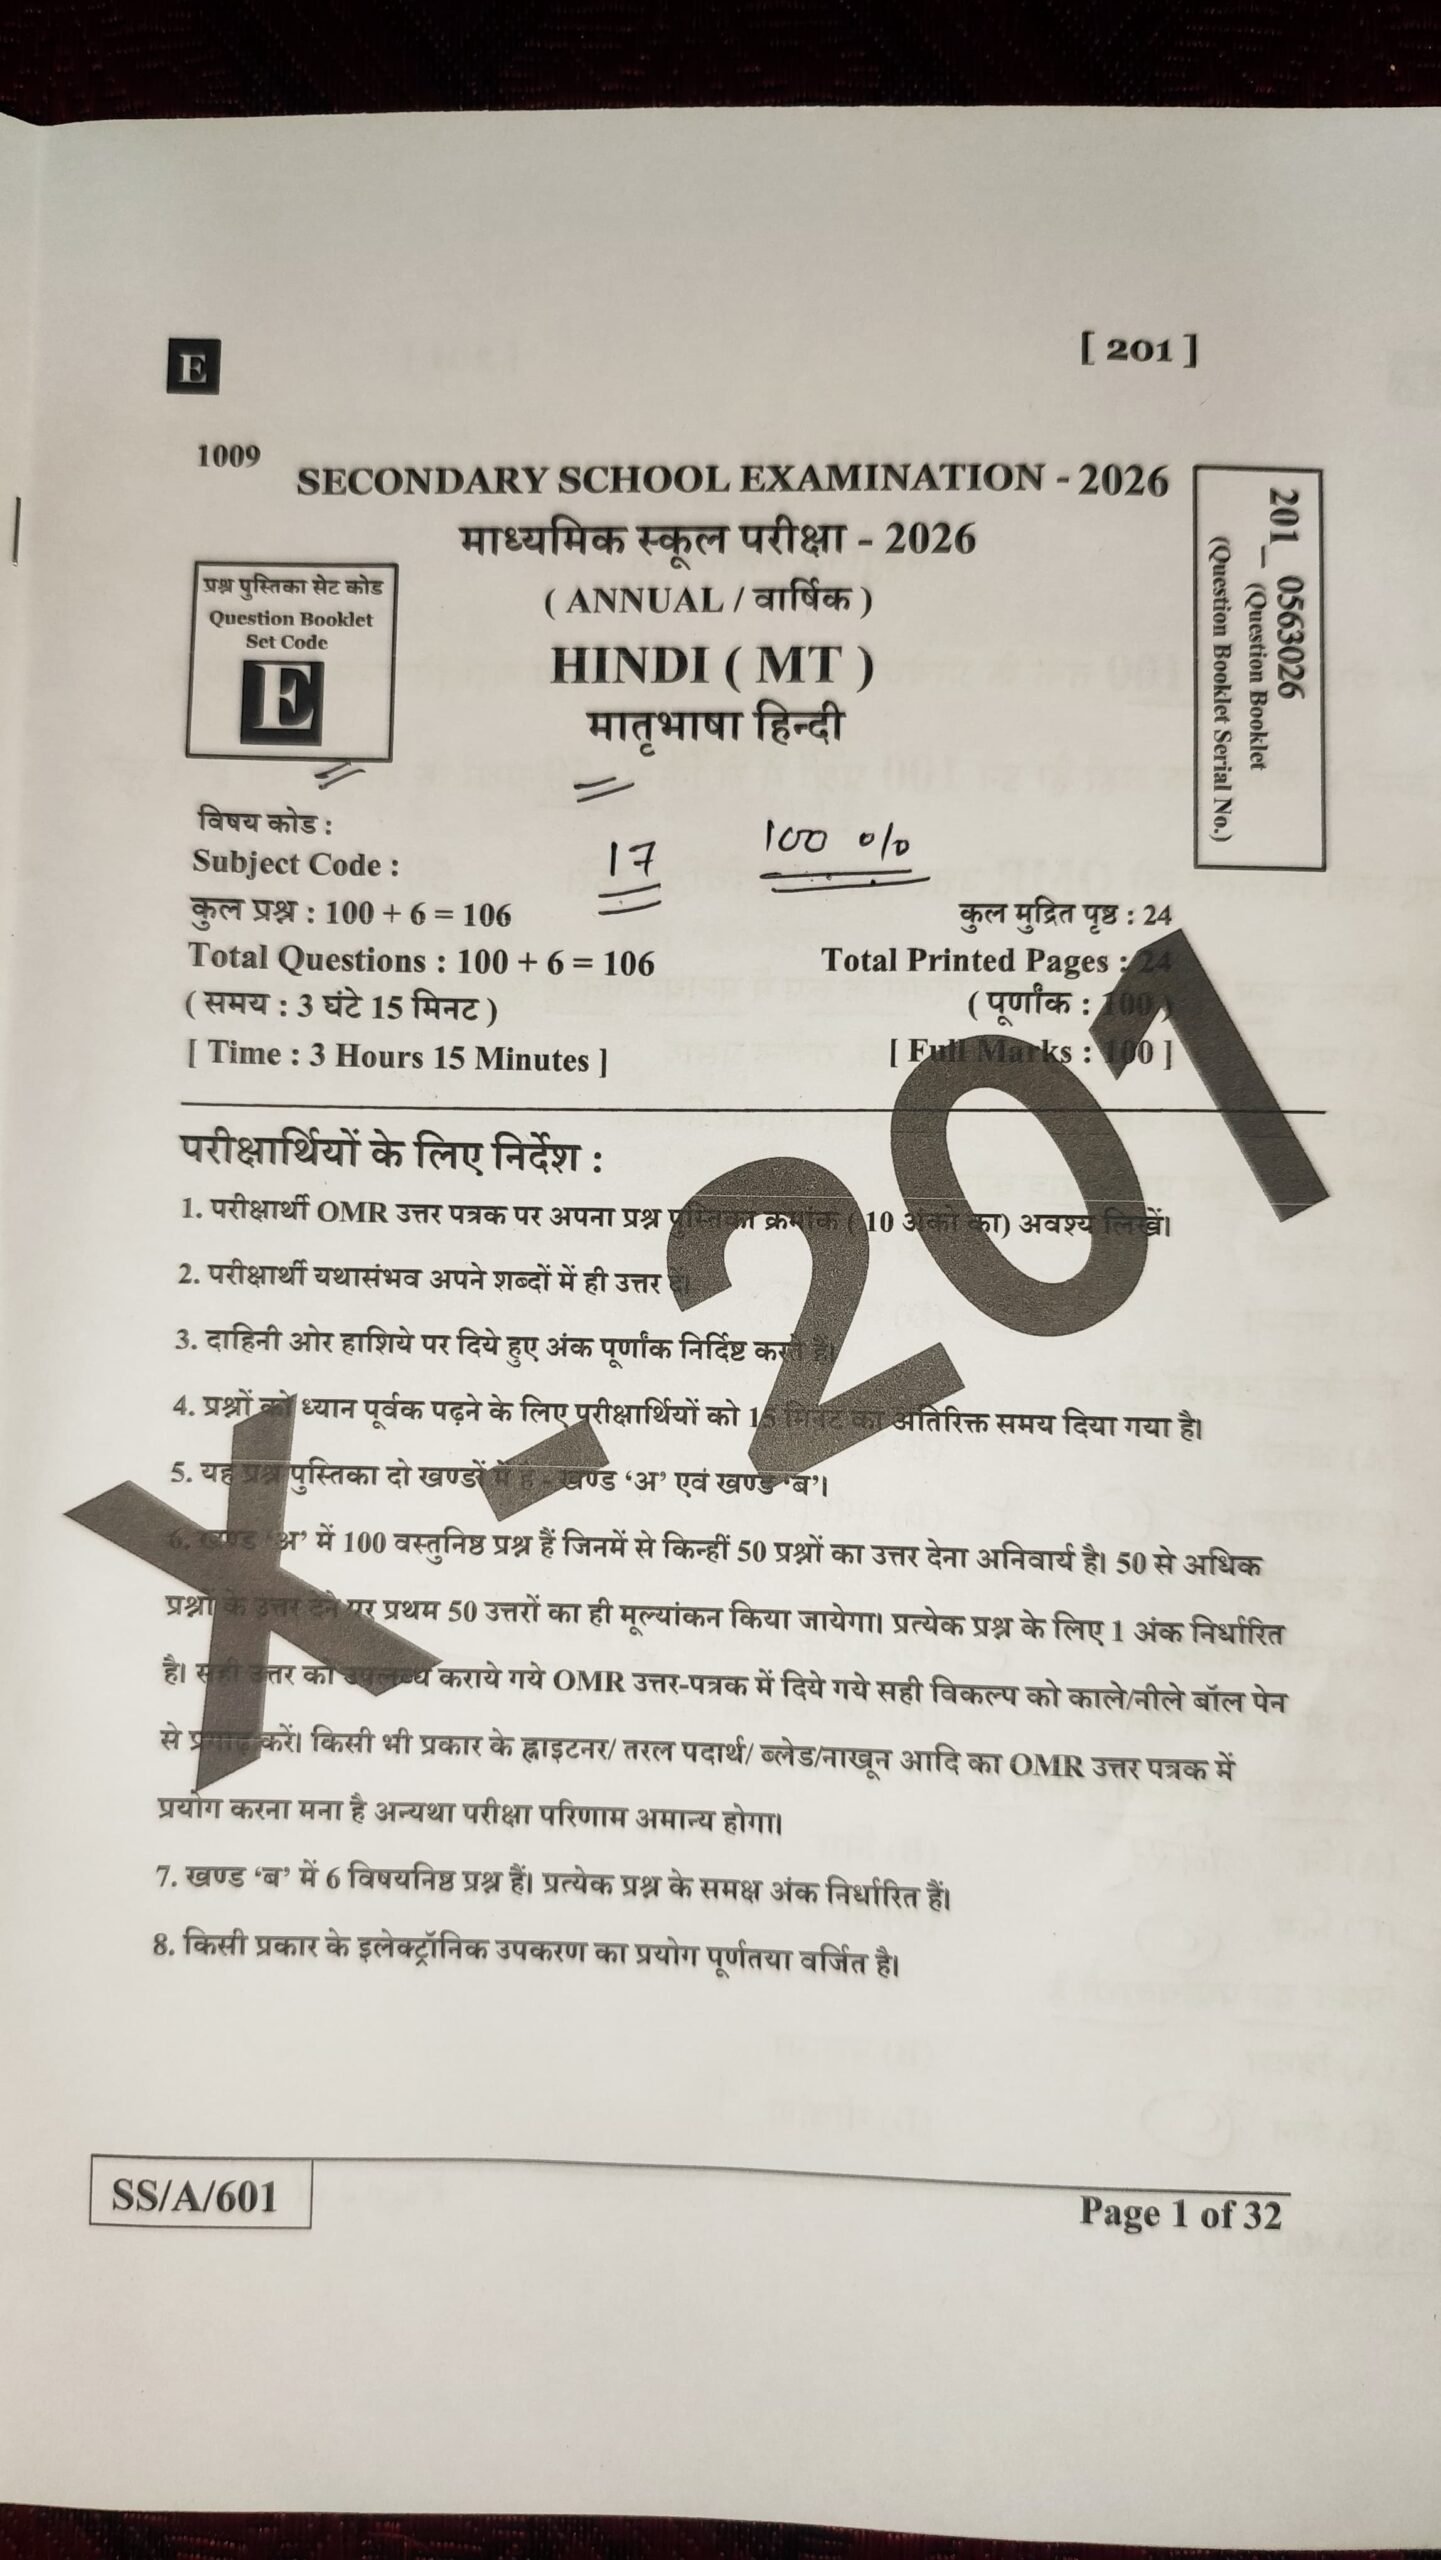 E
[ 201 ]
1009
SECONDARY SCHOOL EXAMINATION - 2026
माध्यमिक स्कूल परीक्षा - 2026
( ANNUAL / वार्षिक )
HINDI ( MT )
मातृभाषा हिन्दी
प्रश्न पुस्तिका सेट कोड
Question Booklet
Set Code
E
201_ 0563026
(Question Booklet
(Question Booklet Serial No.)
विषय कोड :
Subject Code :
17
100 %
कुल प्रश्न : 100 + 6 = 106
कुल मुद्रित पृष्ठ : 24
Total Questions : 100 + 6 = 106
Total Printed Pages : 24
( समय : 3 घंटे 15 मिनट )
( पूर्णांक : 100 )
[ Time : 3 Hours 15 Minutes ]
[ Full Marks : 100 ]
परीक्षार्थियों के लिए निर्देश :
1. परीक्षार्थी OMR उत्तर पत्रक पर अपना प्रश्न पुस्तिका क्रमांक ( 10 अंकों का) अवश्य लिखें।
2. परीक्षार्थी यथासंभव अपने शब्दों में ही उत्तर दें।
3. दाहिनी ओर हाशिये पर दिये हुए अंक पूर्णांक निर्दिष्ट करते हैं।
4. प्रश्नों को ध्यान पूर्वक पढ़ने के लिए परीक्षार्थियों को 15 मिनट का अतिरिक्त समय दिया गया है।
5. यह प्रश्न पुस्तिका दो खण्डों में है - खण्ड ‘अ’ एवं खण्ड ‘ब’।
6. खण्ड ‘अ’ में 100 वस्तुनिष्ठ प्रश्न हैं जिनमें से किन्हीं 50 प्रश्नों का उत्तर देना अनिवार्य है। 50 से अधिक
प्रश्नों के उत्तर देने पर प्रथम 50 उत्तरों का ही मूल्यांकन किया जायेगा। प्रत्येक प्रश्न के लिए 1 अंक निर्धारित
है। सही उत्तर को उपलब्ध कराये गये OMR उत्तर-पत्रक में दिये गये सही विकल्प को काले/नीले बॉल पेन
से प्रगाढ़ करें। किसी भी प्रकार के ह्वाइटनर/ तरल पदार्थ/ ब्लेड/नाखून आदि का OMR उत्तर पत्रक में
प्रयोग करना मना है अन्यथा परीक्षा परिणाम अमान्य होगा।
7. खण्ड ‘ब’ में 6 विषयनिष्ठ प्रश्न हैं। प्रत्येक प्रश्न के समक्ष अंक निर्धारित हैं।
8. किसी प्रकार के इलेक्ट्रॉनिक उपकरण का प्रयोग पूर्णतया वर्जित है।
X - 201
SS/A/601
Page 1 of 32